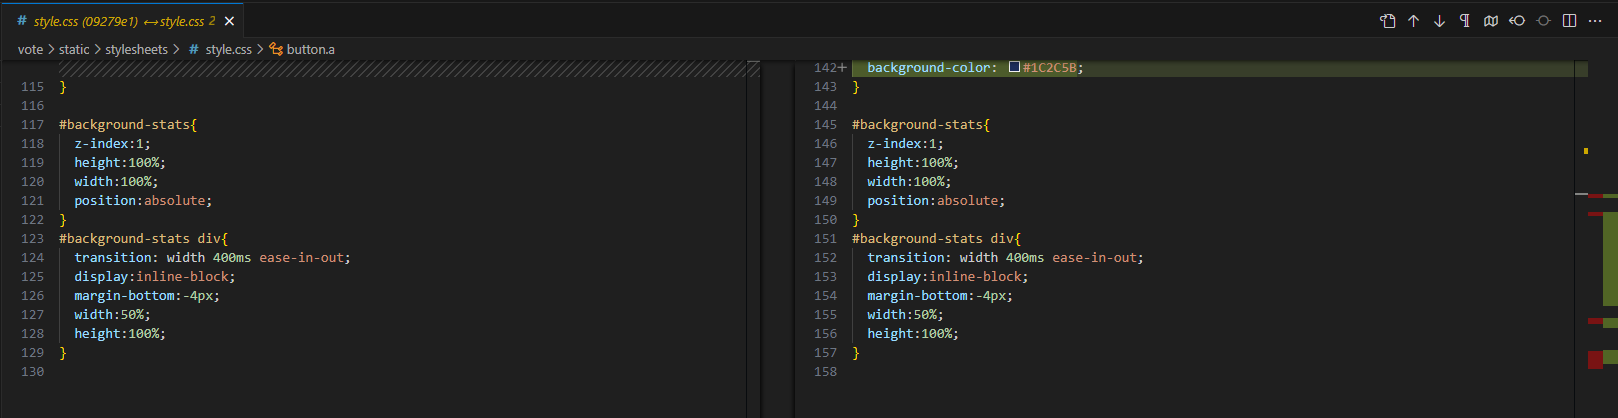 # style.css (09279e1) ↔ style.css 2 ×
vote > static > stylesheets > # style.css > button.a
115 }
116
117 #background-stats{
118 z-index:1;
119 height:100%;
120 width:100%;
121 position:absolute;
122 }
123 #background-stats div{
124 transition: width 400ms ease-in-out;
125 display:inline-block;
126 margin-bottom:-4px;
127 width:50%;
128 height:100%;
129 }
130
142+ background-color: #1C2C5B;
143 }
144
145 #background-stats{
146 z-index:1;
147 height:100%;
148 width:100%;
149 position:absolute;
150 }
151 #background-stats div{
152 transition: width 400ms ease-in-out;
153 display:inline-block;
154 margin-bottom:-4px;
155 width:50%;
156 height:100%;
157 }
158